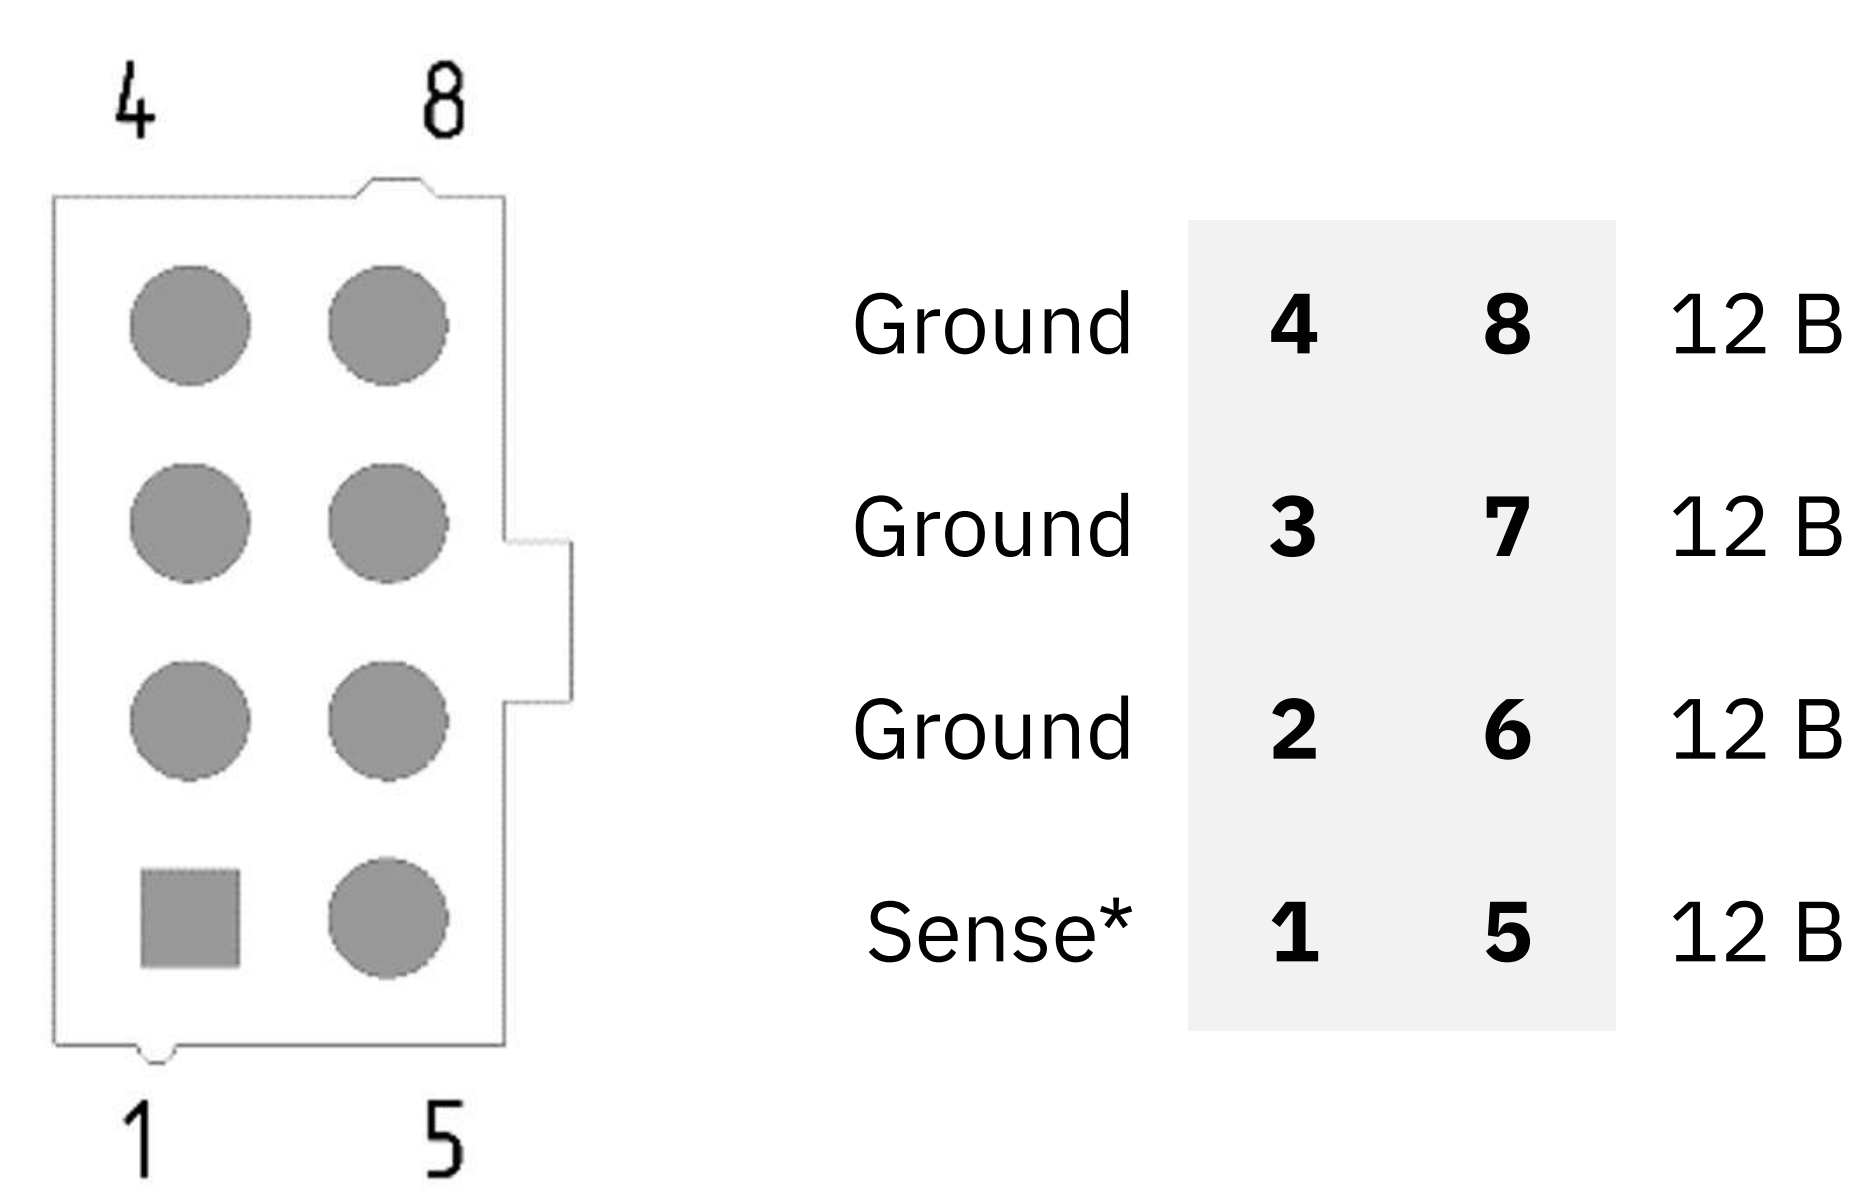 4 8
Ground 4 8 12 В
Ground 3 7 12 В
Ground 2 6 12 В
Sense* 1 5 12 В
1 5